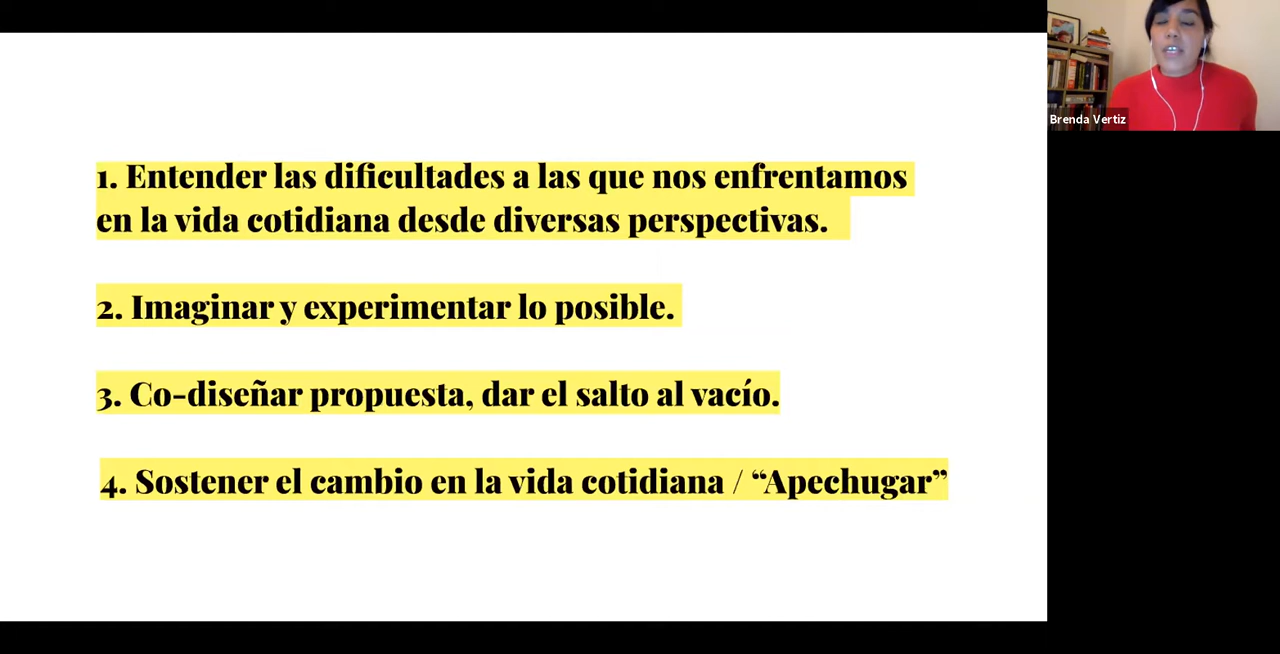 1. Entender las dificultades a las que nos enfrentamos
en la vida cotidiana desde diversas perspectivas.
2. Imaginar y experimentar lo posible.
3. Co-diseñar propuesta, dar el salto al vacío.
4. Sostener el cambio en la vida cotidiana / “Apechugar”
Brenda Vertiz